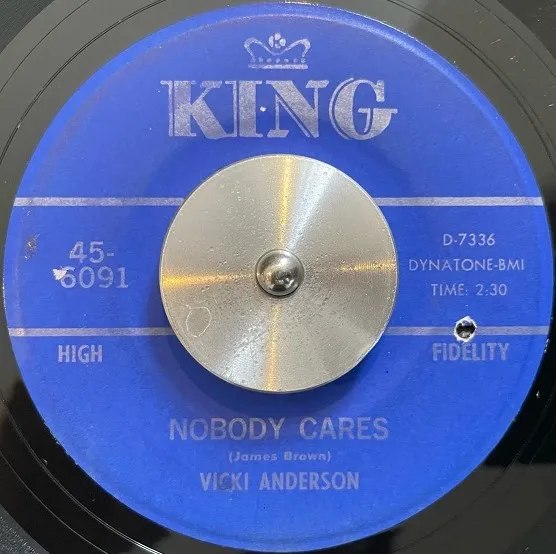 K
KING
45-
6091
D-7336
DYNATONE-BMI
TIME: 2:30
HIGH
FIDELITY
NOBODY CARES
(James Brown)
VICKI ANDERSON